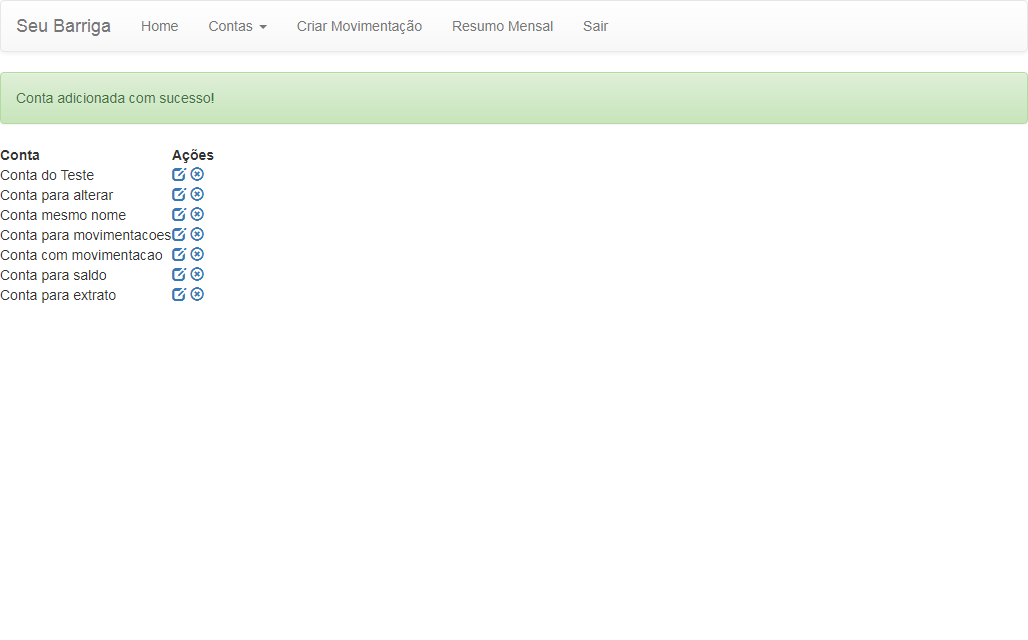 Seu Barriga Home Contas Criar Movimentação Resumo Mensal Sair
Conta adicionada com sucesso!
Conta Ações
Conta do Teste
Conta para alterar
Conta mesmo nome
Conta para movimentacoes
Conta com movimentacao
Conta para saldo
Conta para extrato